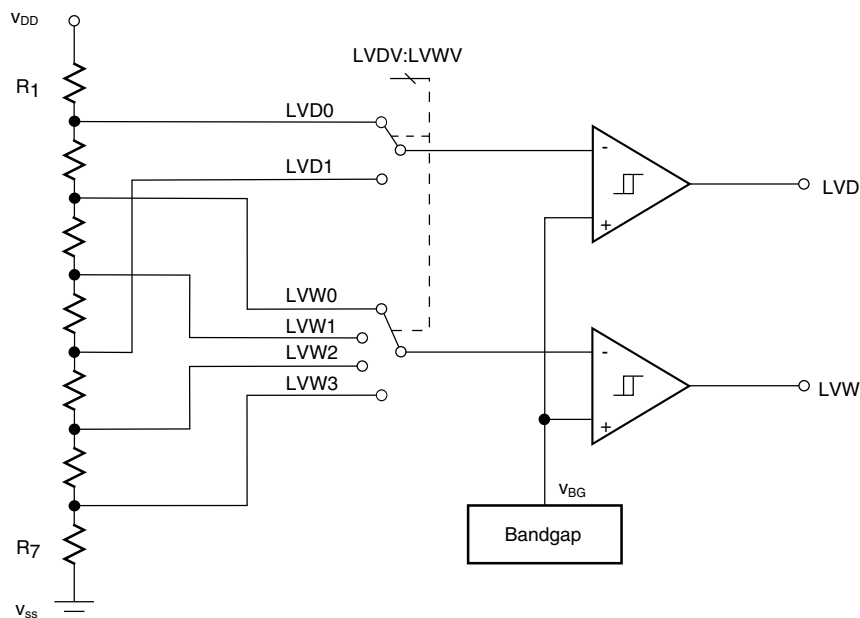 vDD
LVDV:LVWV
R1
LVD0
-
LVD1
LVD
+
LVW0
LVW1
LVW2
-
LVW3
LVW
+
vBG
Bandgap
R7
vss